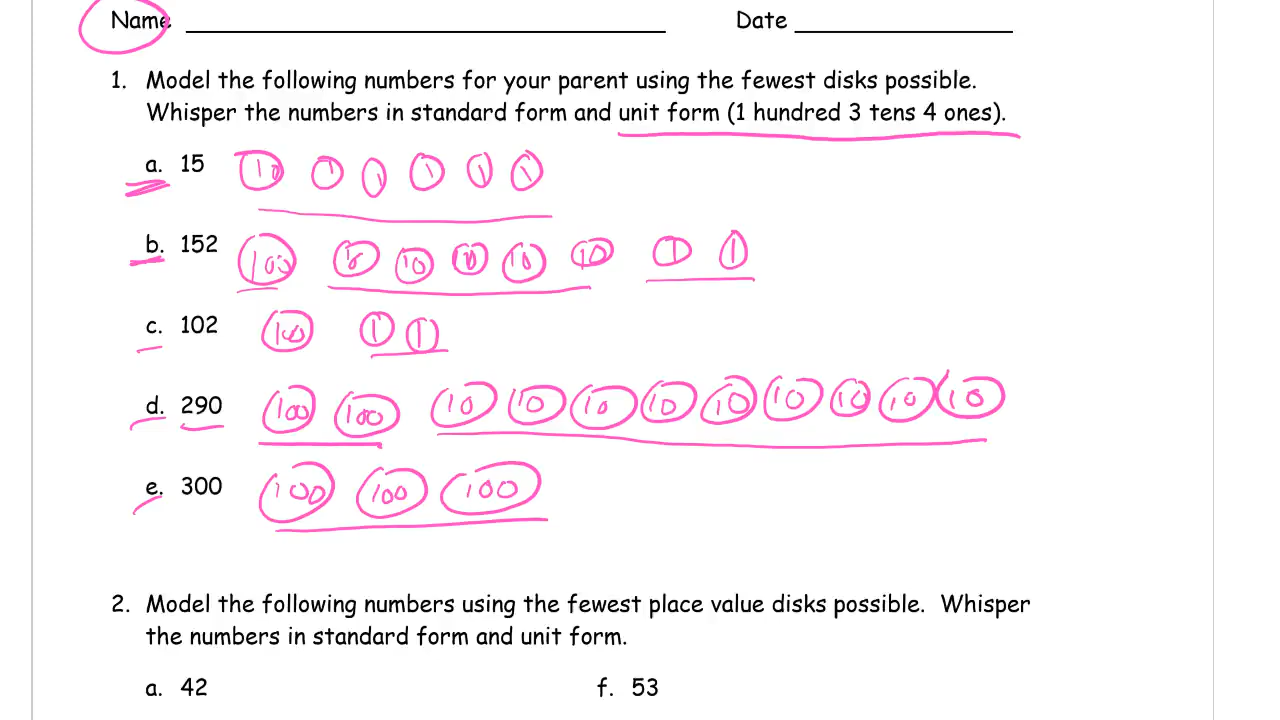 Name Date
1. Model the following numbers for your parent using the fewest disks possible.
Whisper the numbers in standard form and unit form (1 hundred 3 tens 4 ones).
a. 15 10 1 1 1 1 1
b. 152 100 10 10 10 10 10 1 1
c. 102 100 1 1
d. 290 100 100 10 10 10 10 10 10 10 10 10
e. 300 100 100 100
2. Model the following numbers using the fewest place value disks possible. Whisper
the numbers in standard form and unit form.
a. 42 f. 53